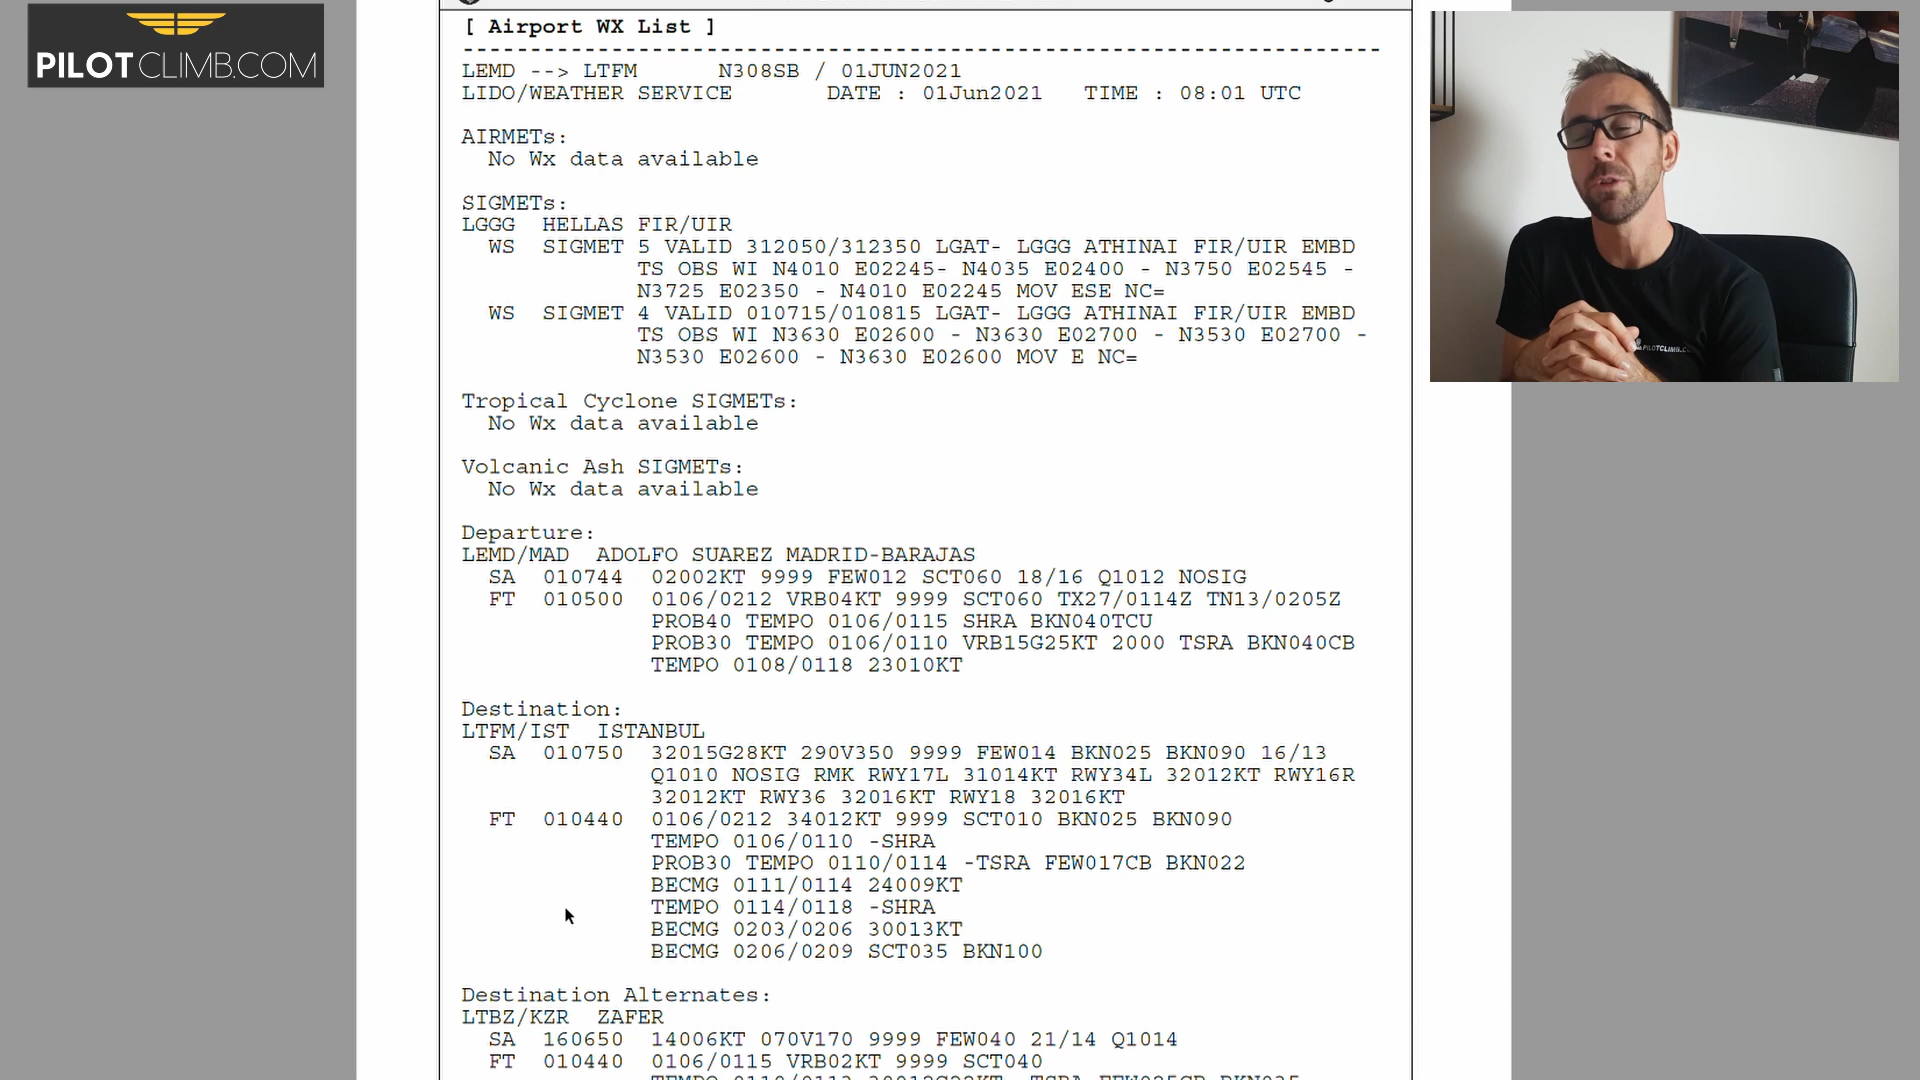 PILOTCLIMB.COM
[ Airport WX List ]
--------------------------------------------------------------------
LEMD --> LTFM      N308SB / 01JUN2021
LIDO/WEATHER SERVICE       DATE : 01Jun2021   TIME : 08:01 UTC
AIRMETs:
No Wx data available
SIGMETs:
LGGG  HELLAS FIR/UIR
WS  SIGMET 5 VALID 312050/312350 LGAT- LGGG ATHINAI FIR/UIR EMBD
TS OBS WI N4010 E02245- N4035 E02400 - N3750 E02545 -
N3725 E02350 - N4010 E02245 MOV ESE NC=
WS  SIGMET 4 VALID 010715/010815 LGAT- LGGG ATHINAI FIR/UIR EMBD
TS OBS WI N3630 E02600 - N3630 E02700 - N3530 E02700 -
N3530 E02600 - N3630 E02600 MOV E NC=
Tropical Cyclone SIGMETs:
No Wx data available
Volcanic Ash SIGMETs:
No Wx data available
Departure:
LEMD/MAD  ADOLFO SUAREZ MADRID-BARAJAS
SA  010744  02002KT 9999 FEW012 SCT060 18/16 Q1012 NOSIG
FT  010500  0106/0212 VRB04KT 9999 SCT060 TX27/0114Z TN13/0205Z
PROB40 TEMPO 0106/0115 SHRA BKN040TCU
PROB30 TEMPO 0106/0110 VRB15G25KT 2000 TSRA BKN040CB
TEMPO 0108/0118 23010KT
Destination:
LTFM/IST  ISTANBUL
SA  010750  32015G28KT 290V350 9999 FEW014 BKN025 BKN090 16/13
Q1010 NOSIG RMK RWY17L 31014KT RWY34L 32012KT RWY16R
32012KT RWY36 32016KT RWY18 32016KT
FT  010440  0106/0212 34012KT 9999 SCT010 BKN025 BKN090
TEMPO 0106/0110 -SHRA
PROB30 TEMPO 0110/0114 -TSRA FEW017CB BKN022
BECMG 0111/0114 24009KT
TEMPO 0114/0118 -SHRA
BECMG 0203/0206 30013KT
BECMG 0206/0209 SCT035 BKN100
Destination Alternates:
LTBZ/KZR  ZAFER
SA  160650  14006KT 070V170 9999 FEW040 21/14 Q1014
FT  010440  0106/0115 VRB02KT 9999 SCT040